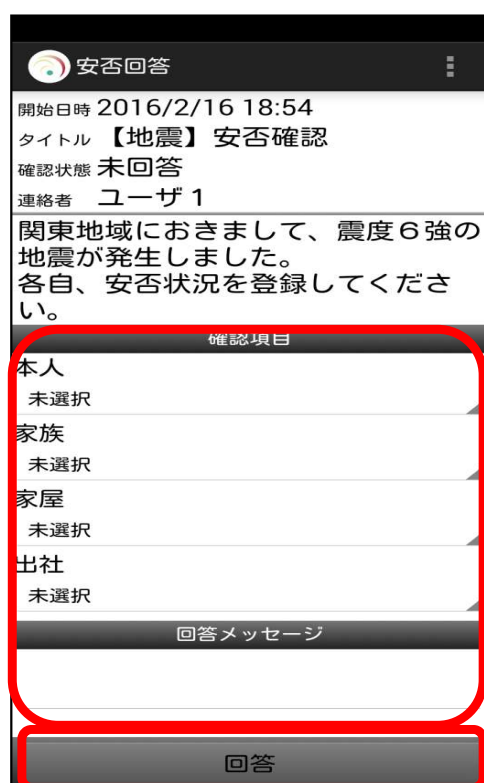 安否回答
開始日時 2016/2/16 18:54
タイトル 【地震】安否確認
確認状態 未回答
連絡者 ユーザ1
関東地域におきまして、震度６強の
地震が発生しました。
各自、安否状況を登録してくださ
い。
確認項目
本人
未選択
家族
未選択
家屋
未選択
出社
未選択
回答メッセージ
回答